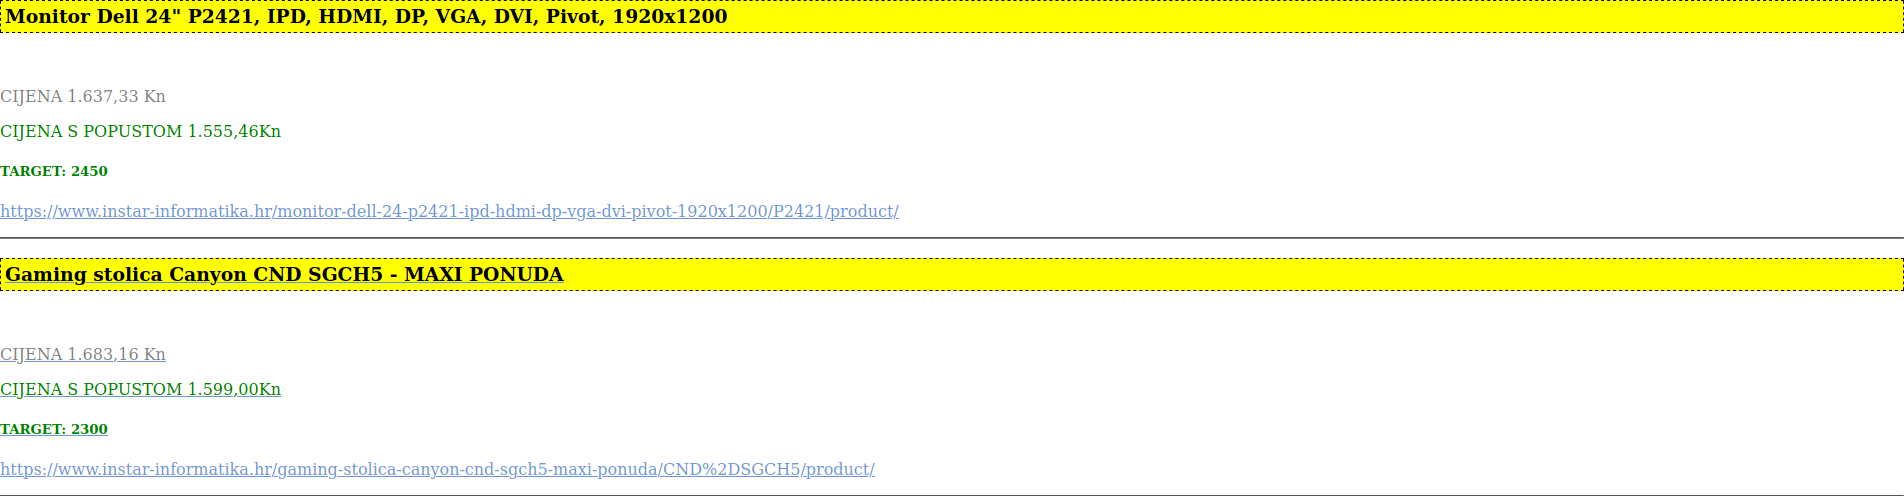 Monitor Dell 24" P2421, IPD, HDMI, DP, VGA, DVI, Pivot, 1920x1200
CIJENA 1.637,33 Kn
CIJENA S POPUSTOM 1.555,46Kn
TARGET: 2450
https://www.instar-informatika.hr/monitor-dell-24-p2421-ipd-hdmi-dp-vga-dvi-pivot-1920x1200/P2421/product/
Gaming stolica Canyon CND SGCH5 - MAXI PONUDA
CIJENA 1.683,16 Kn
CIJENA S POPUSTOM 1.599,00Kn
TARGET: 2300
https://www.instar-informatika.hr/gaming-stolica-canyon-cnd-sgch5-maxi-ponuda/CND%2DSGCH5/product/